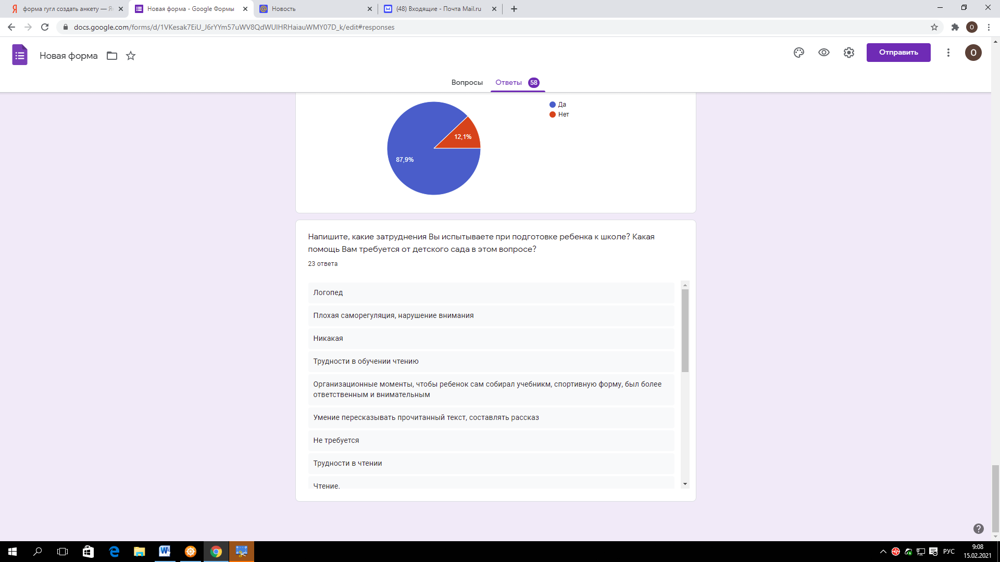 форма гугл создать анкету — Ян
Новая форма - Google Формы
Новость
(48) Входящие - Почта Mail.ru
docs.google.com/forms/d/1VKesak7EiU_J6rYYm57uWV8QdWUIHRHaiauWMY07D_k/edit#responses
Новая форма
Отправить
О
Вопросы
Ответы 58
Да
Нет
12,1%
87,9%
Напишите, какие затруднения Вы испытываете при подготовке ребенка к школе? Какая
помощь Вам требуется от детского сада в этом вопросе?
23 ответа
Логопед
Плохая саморегуляция, нарушение внимания
Никакая
Трудности в обучении чтению
Организационные моменты, чтобы ребенок сам собирал учебникм, спортивную форму, был более
ответственным и внимательным
Умение пересказывать прочитанный текст, составлять рассказ
Не требуется
Трудности в чтении
Чтение.
РУС
9:08
15.02.2021